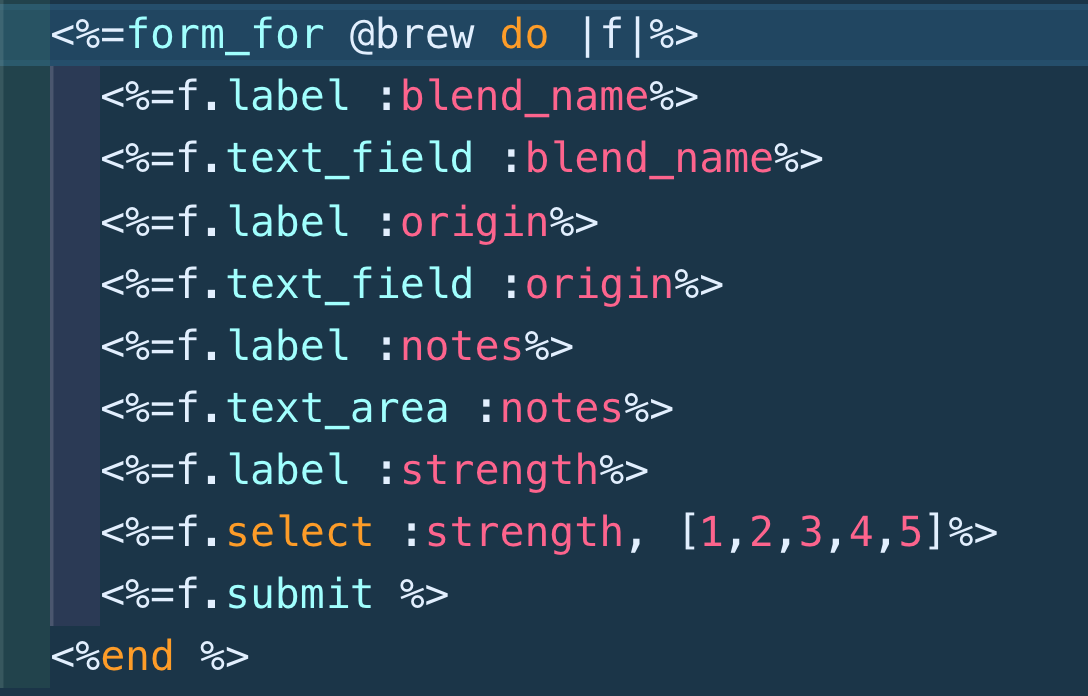 <%=form_for @brew do |f|%>
<%=f.label :blend_name%>
<%=f.text_field :blend_name%>
<%=f.label :origin%>
<%=f.text_field :origin%>
<%=f.label :notes%>
<%=f.text_area :notes%>
<%=f.label :strength%>
<%=f.select :strength, [1,2,3,4,5]%>
<%=f.submit %>
<%end %>